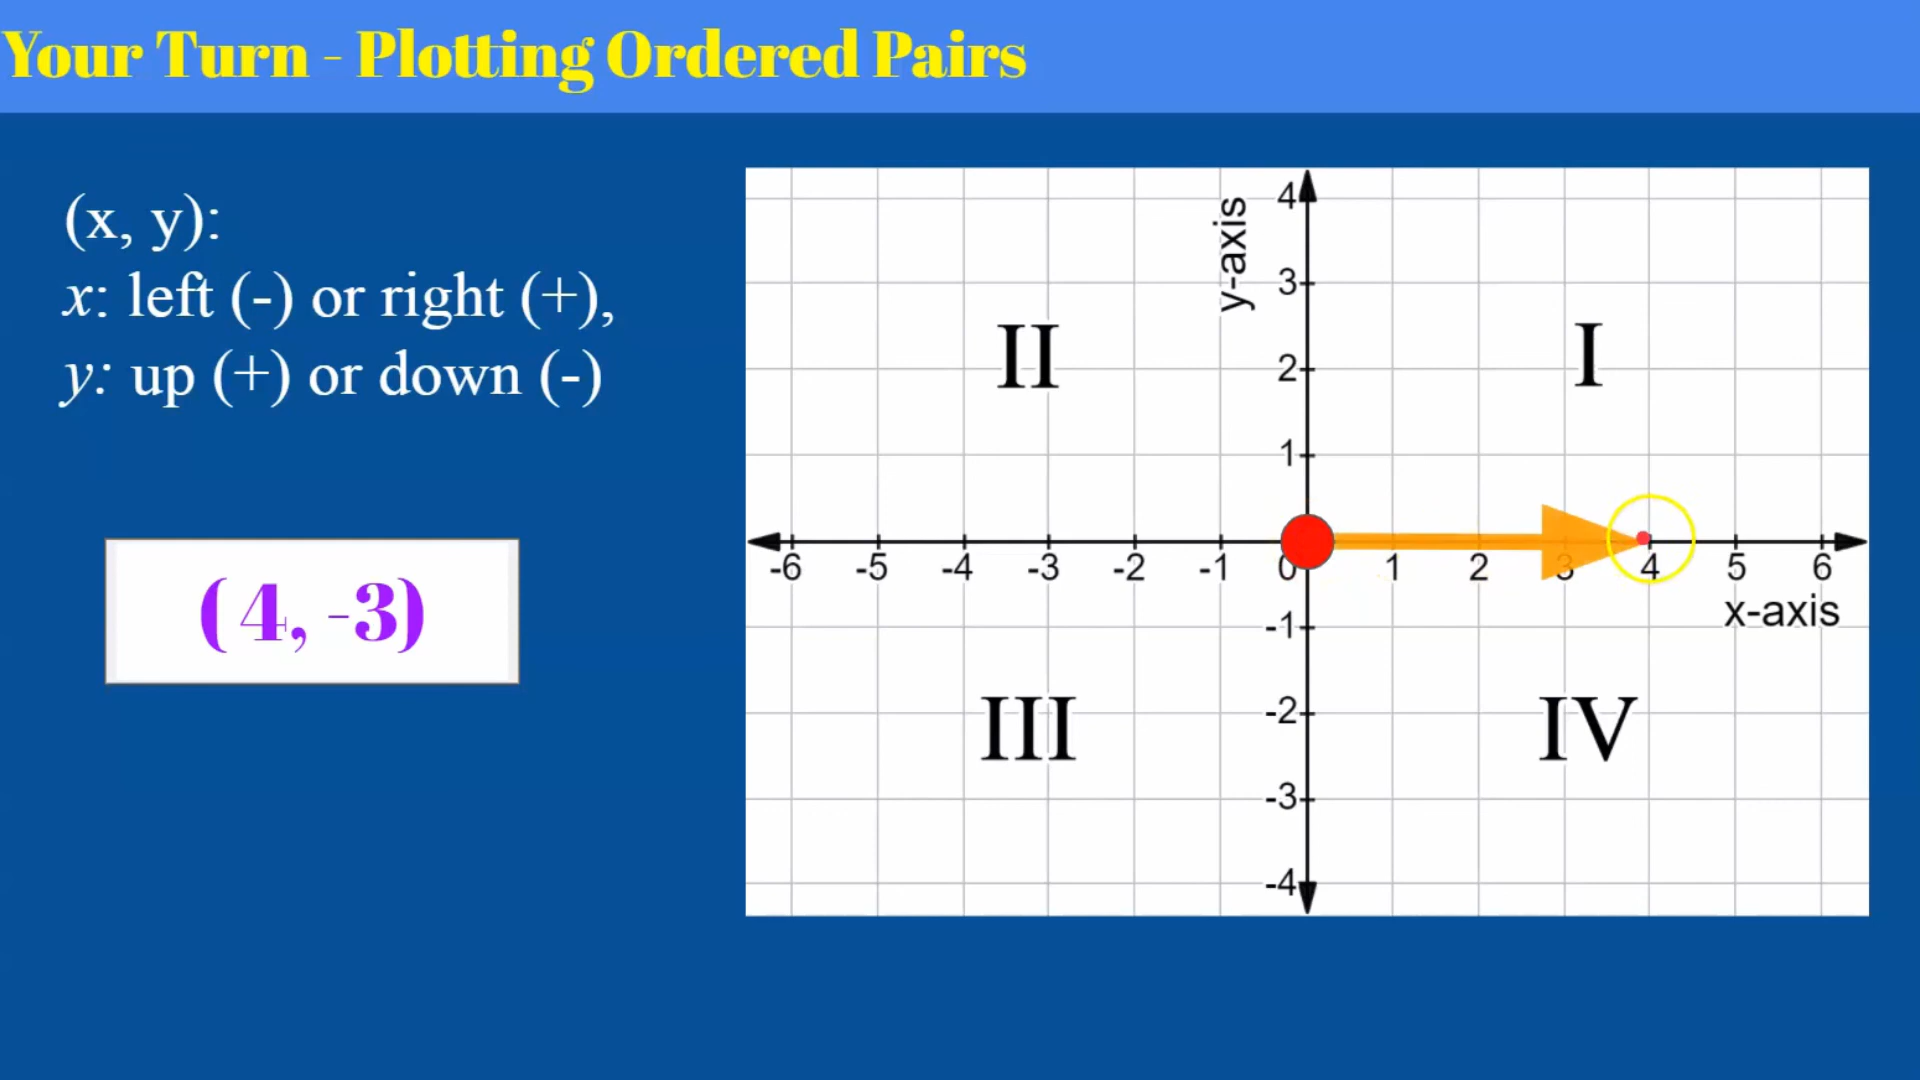 Your Turn - Plotting Ordered Pairs
(x, y):
x: left (-) or right (+),
y: up (+) or down (-)
(4, -3)
y-axis
4
3
2
1
II
I
-6 -5 -4 -3 -2 -1 0 1 2 3 4 5 6
x-axis
-1
-2
III
IV
-3
-4